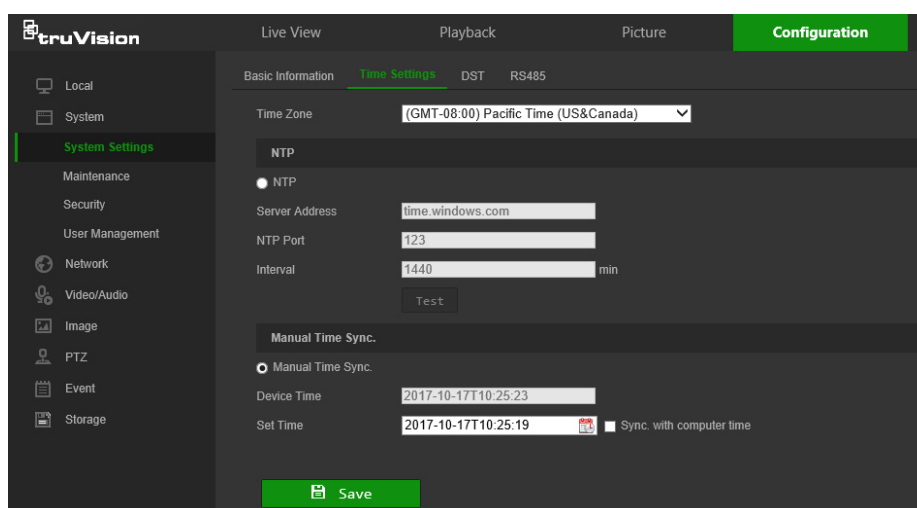 truVision
Live View Playback Picture Configuration
Local
System
System Settings
Maintenance
Security
User Management
Network
Video/Audio
Image
PTZ
Event
Storage
Basic Information Time Settings DST RS485
Time Zone (GMT-08:00) Pacific Time (US&Canada)
NTP
NTP
Server Address time.windows.com
NTP Port 123
Interval 1440 min
Test
Manual Time Sync.
Manual Time Sync.
Device Time 2017-10-17T10:25:23
Set Time 2017-10-17T10:25:19 Sync. with computer time
Save